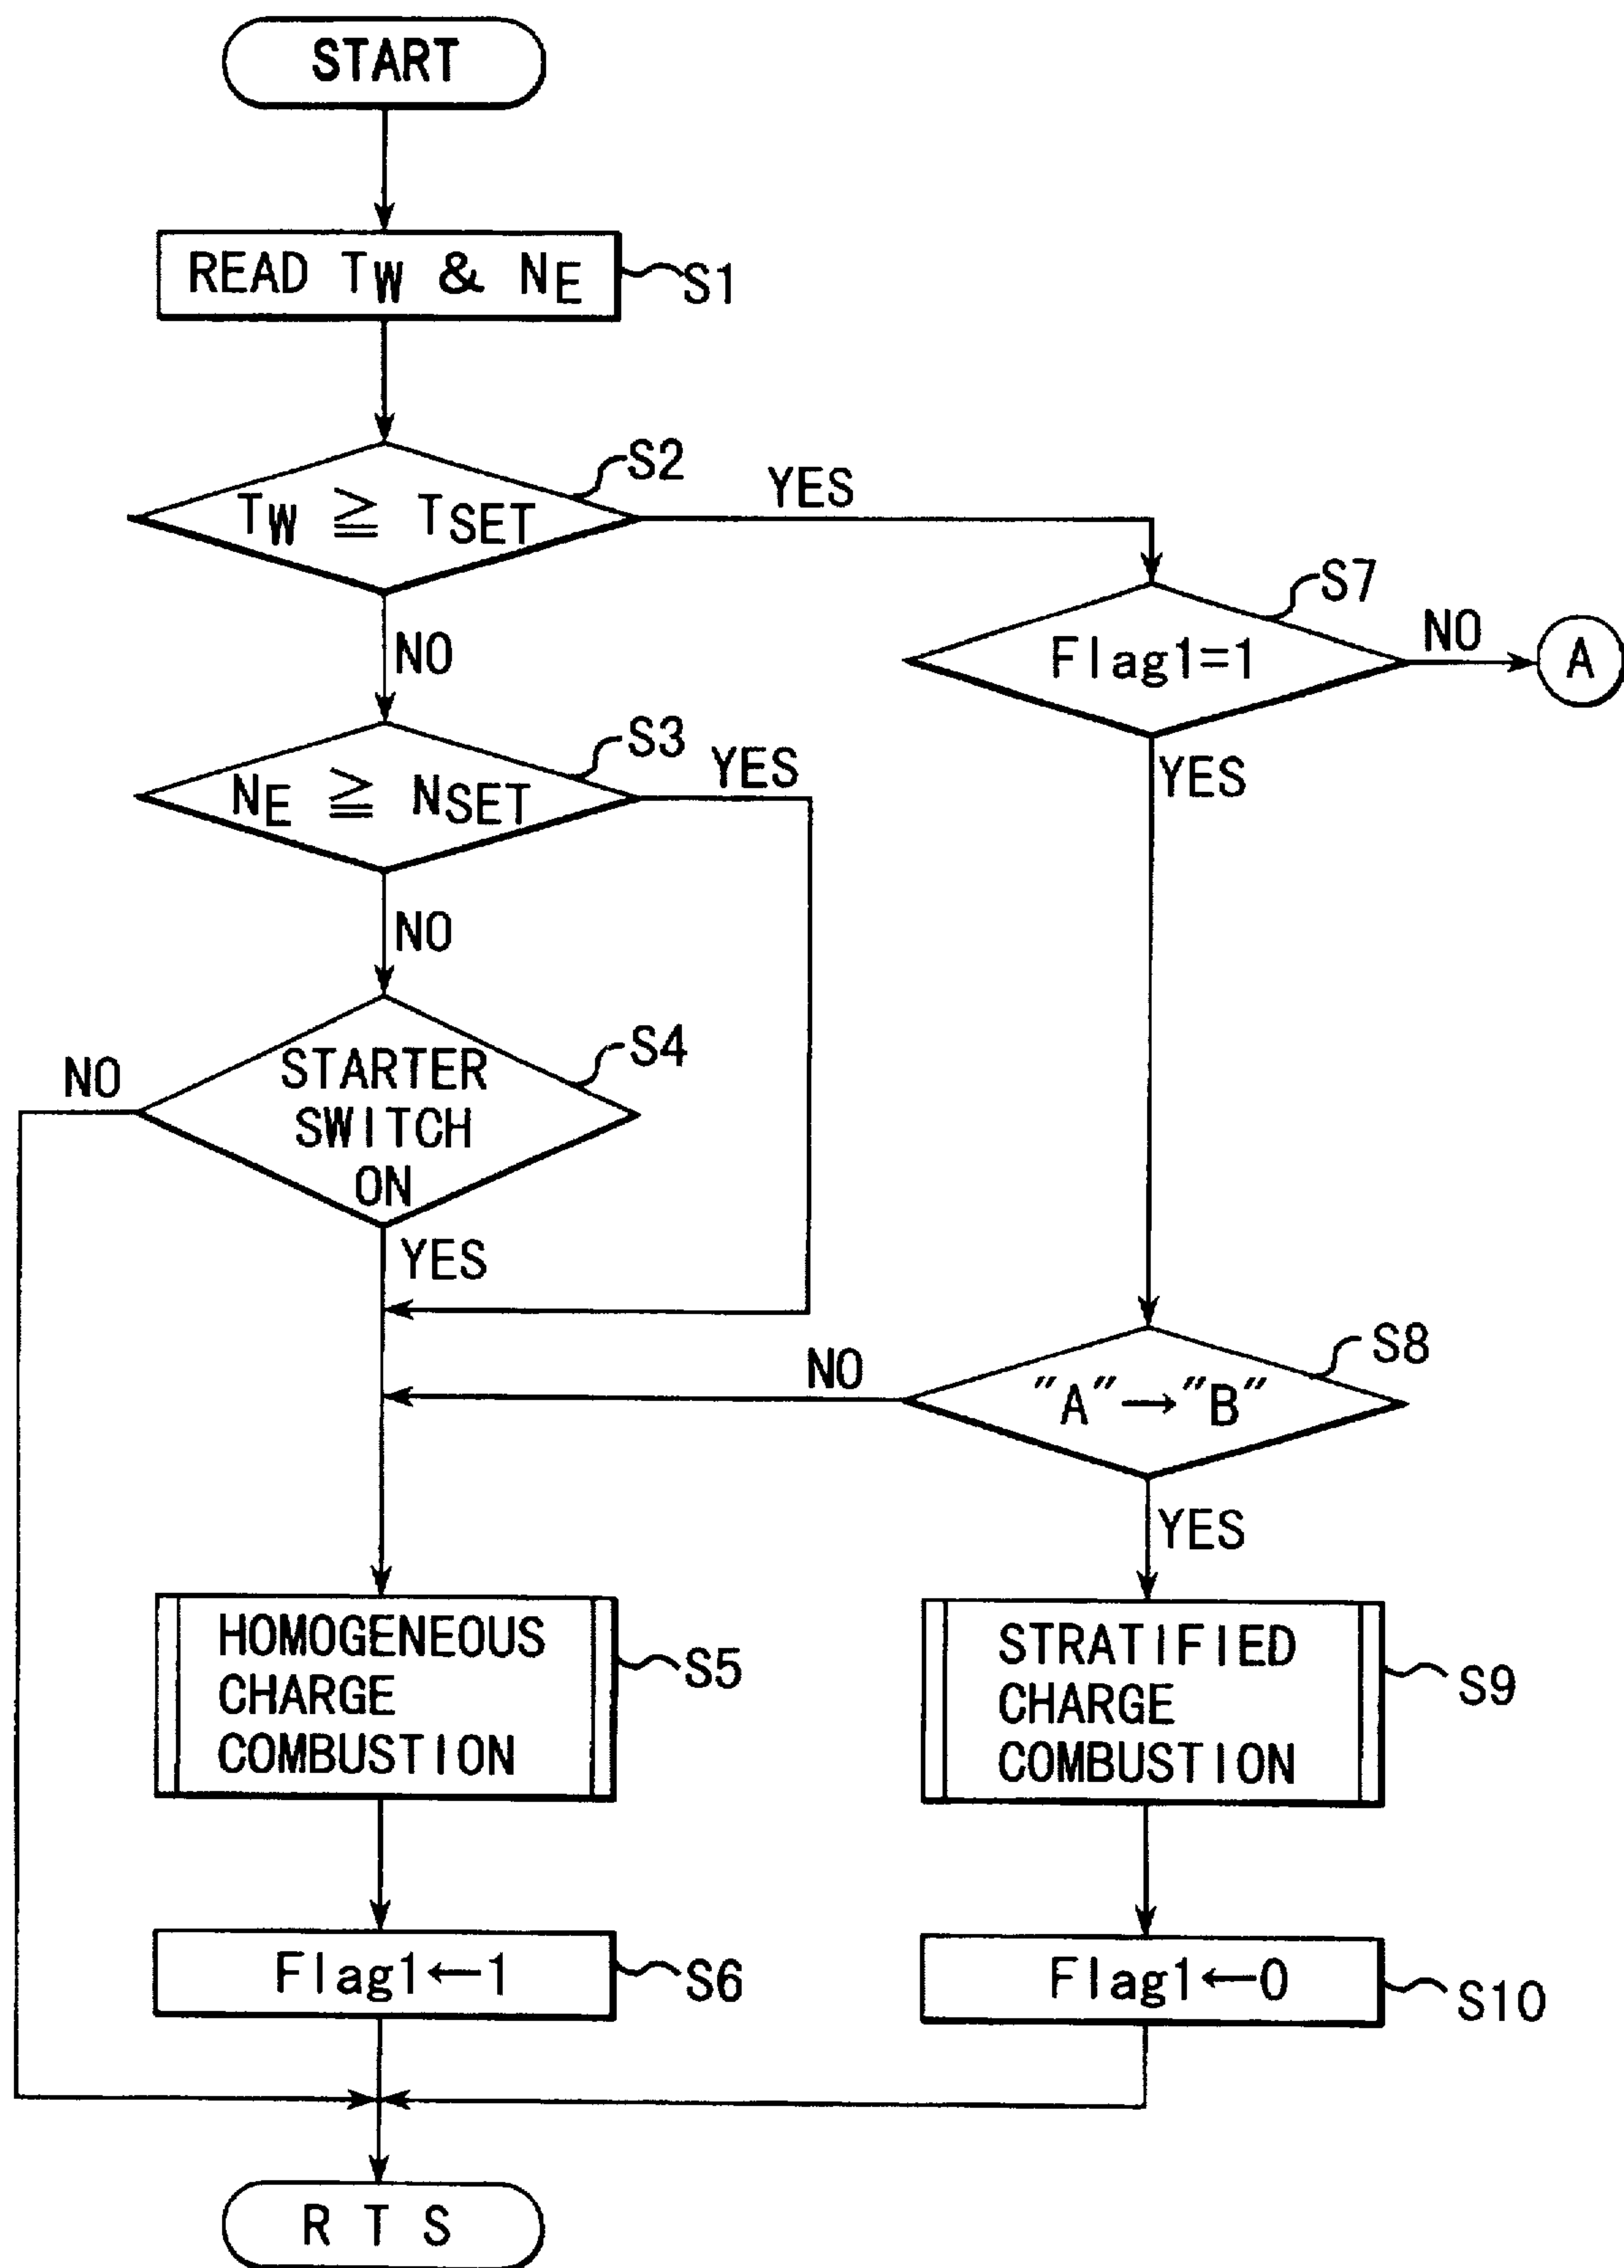 START
READ TW & NE
S1
S2
TW ≧ TSET
YES
NO
S7
Flag1=1
NO
A
YES
S3
NE ≧ NSET
YES
NO
S4
STARTER
SWITCH
ON
NO
YES
S8
"A"→"B"
NO
YES
HOMOGENEOUS
CHARGE
COMBUSTION
S5
STRATIFIED
CHARGE
COMBUSTION
S9
Flag1←1
S6
Flag1←0
S10
R T S